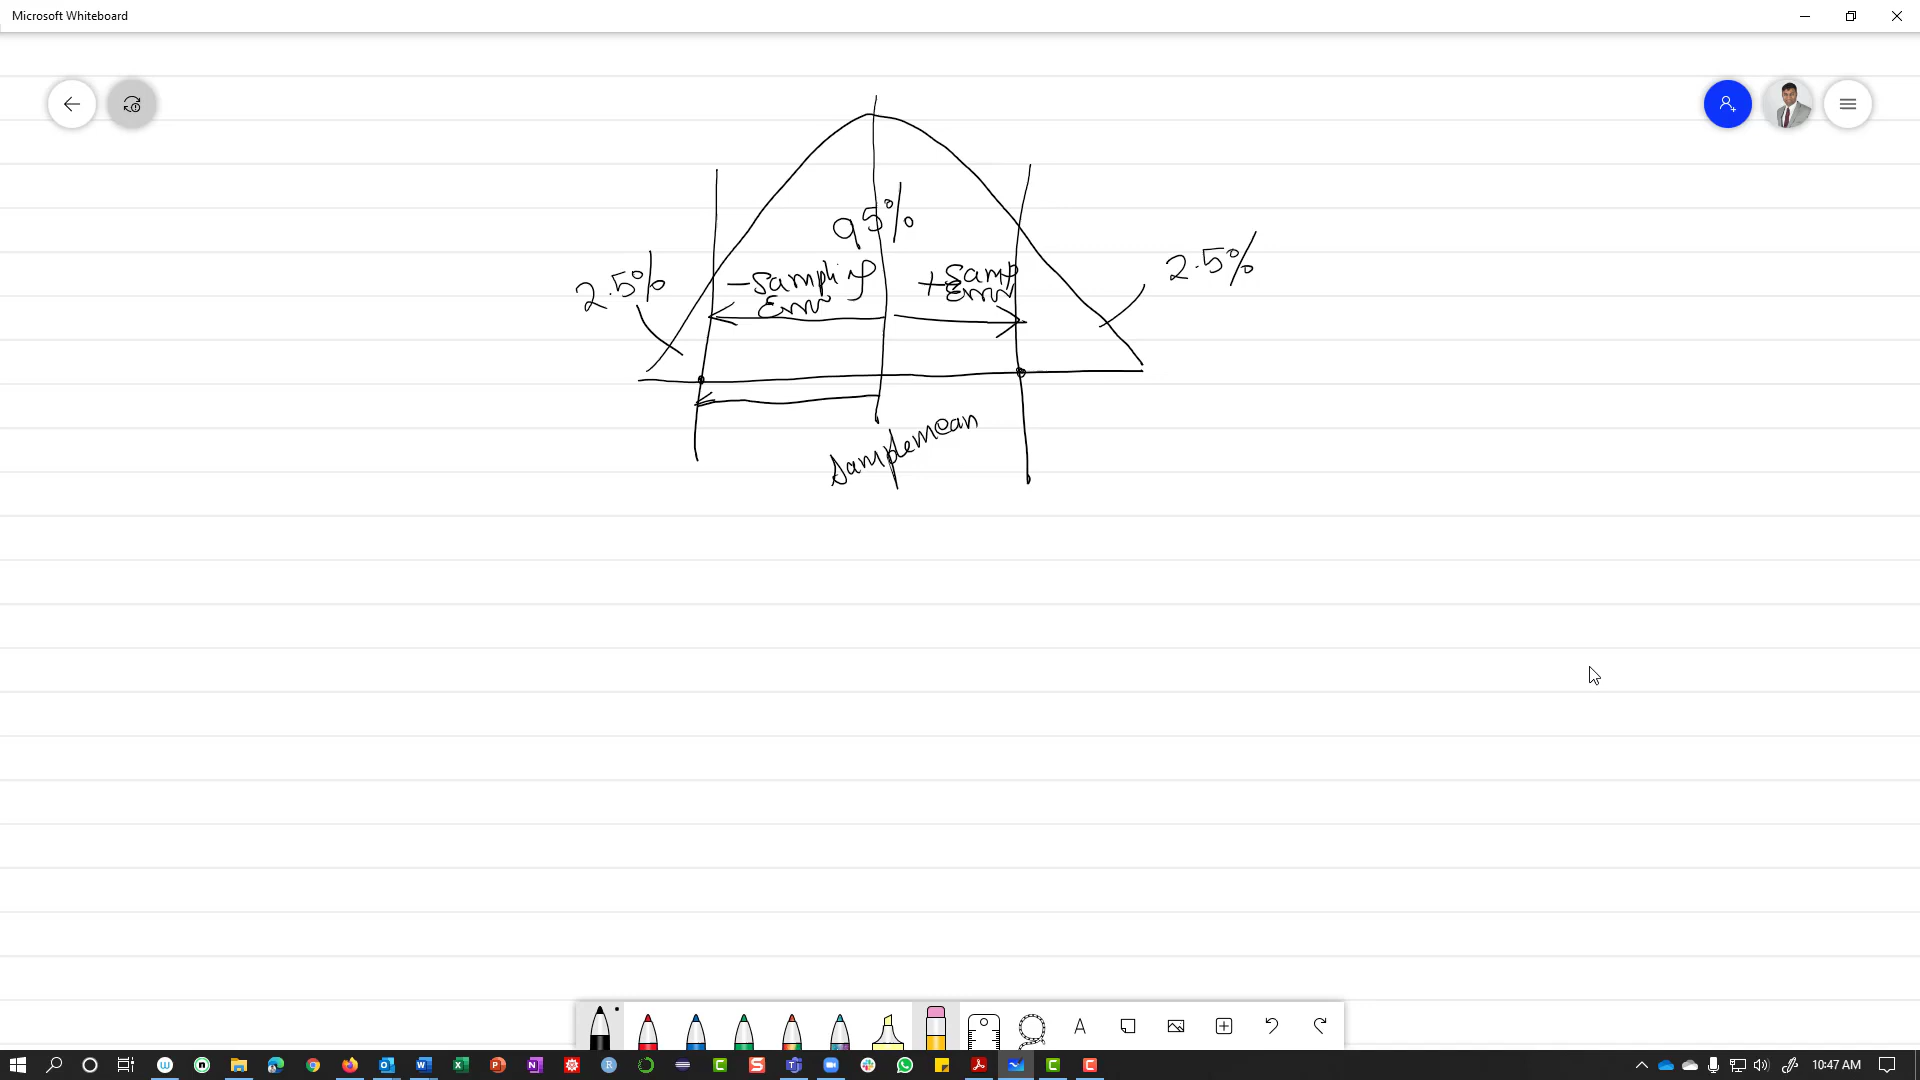 Microsoft Whiteboard
95%
2.5%
2.5%
-Sampling
Error
+Samp
Error
samplemean
A
10:47 AM